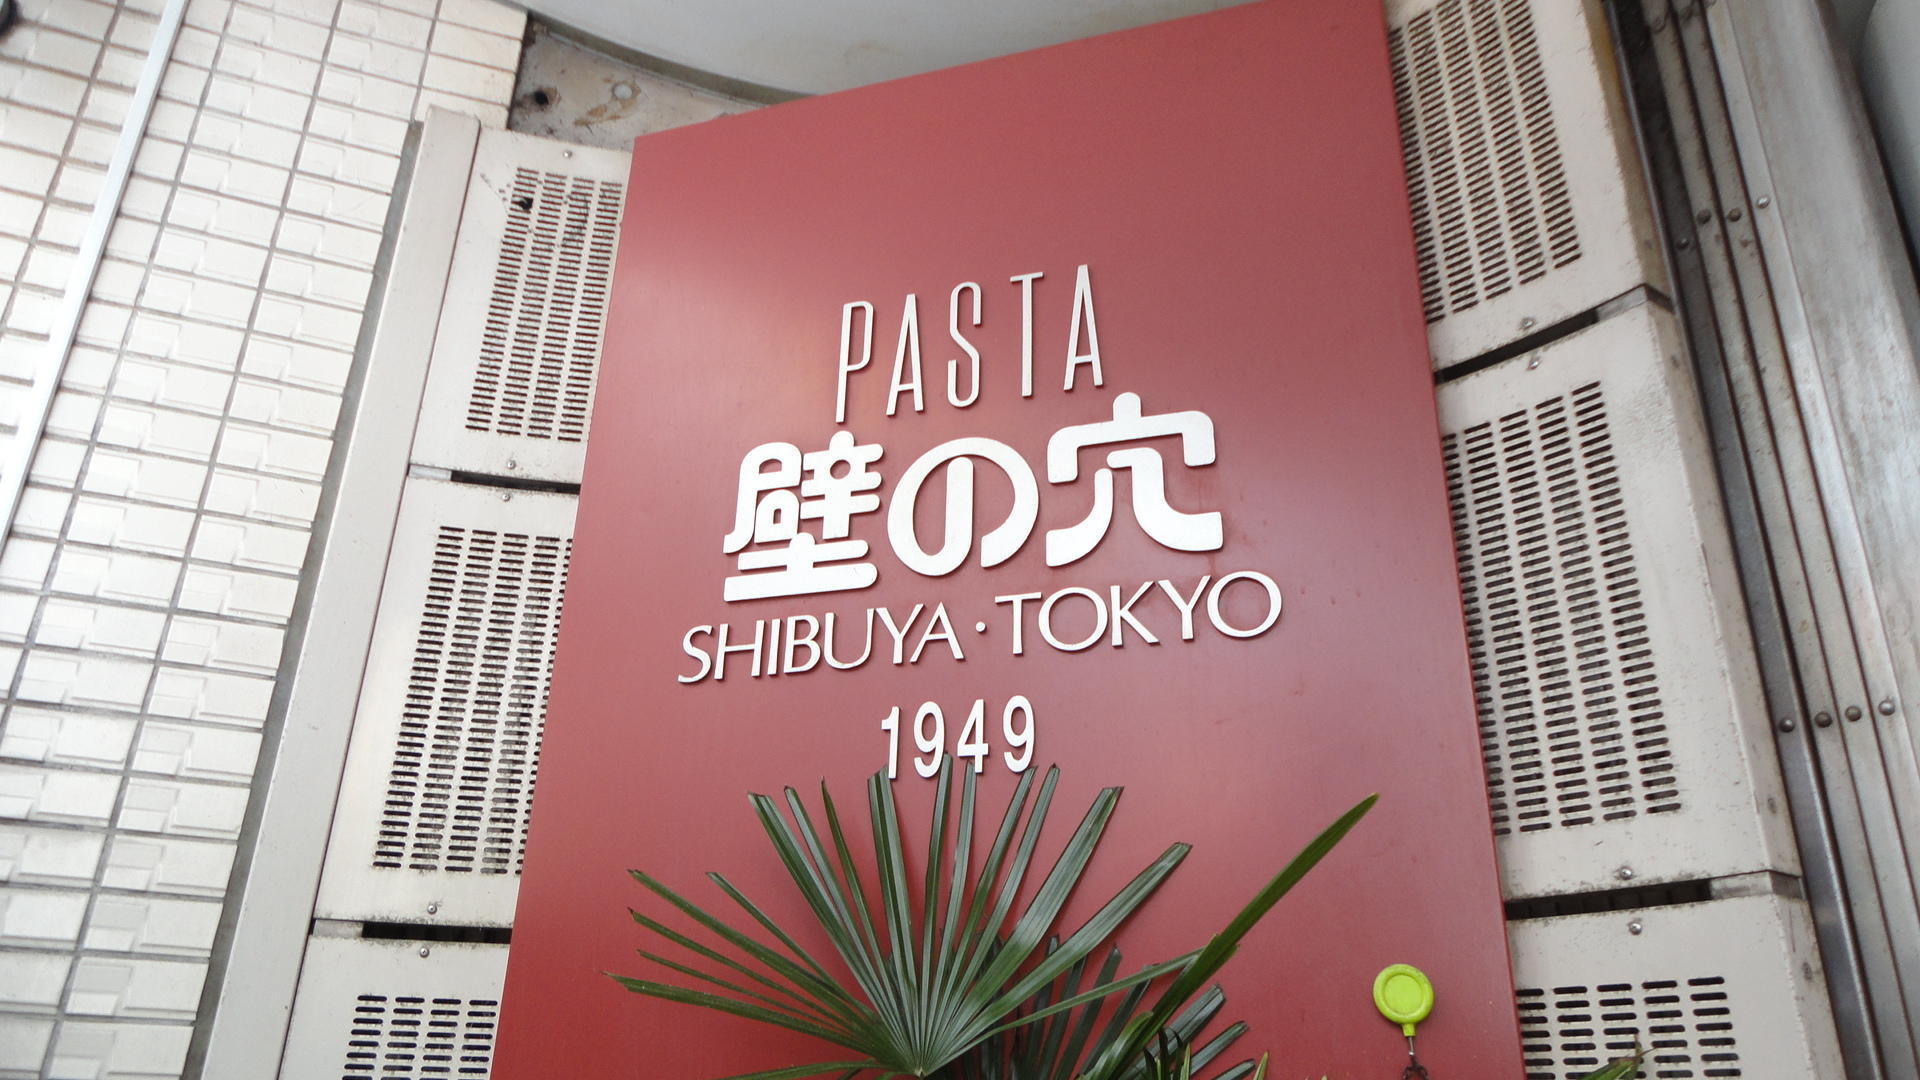 PASTA
壁の穴
SHIBUYA・TOKYO
1949